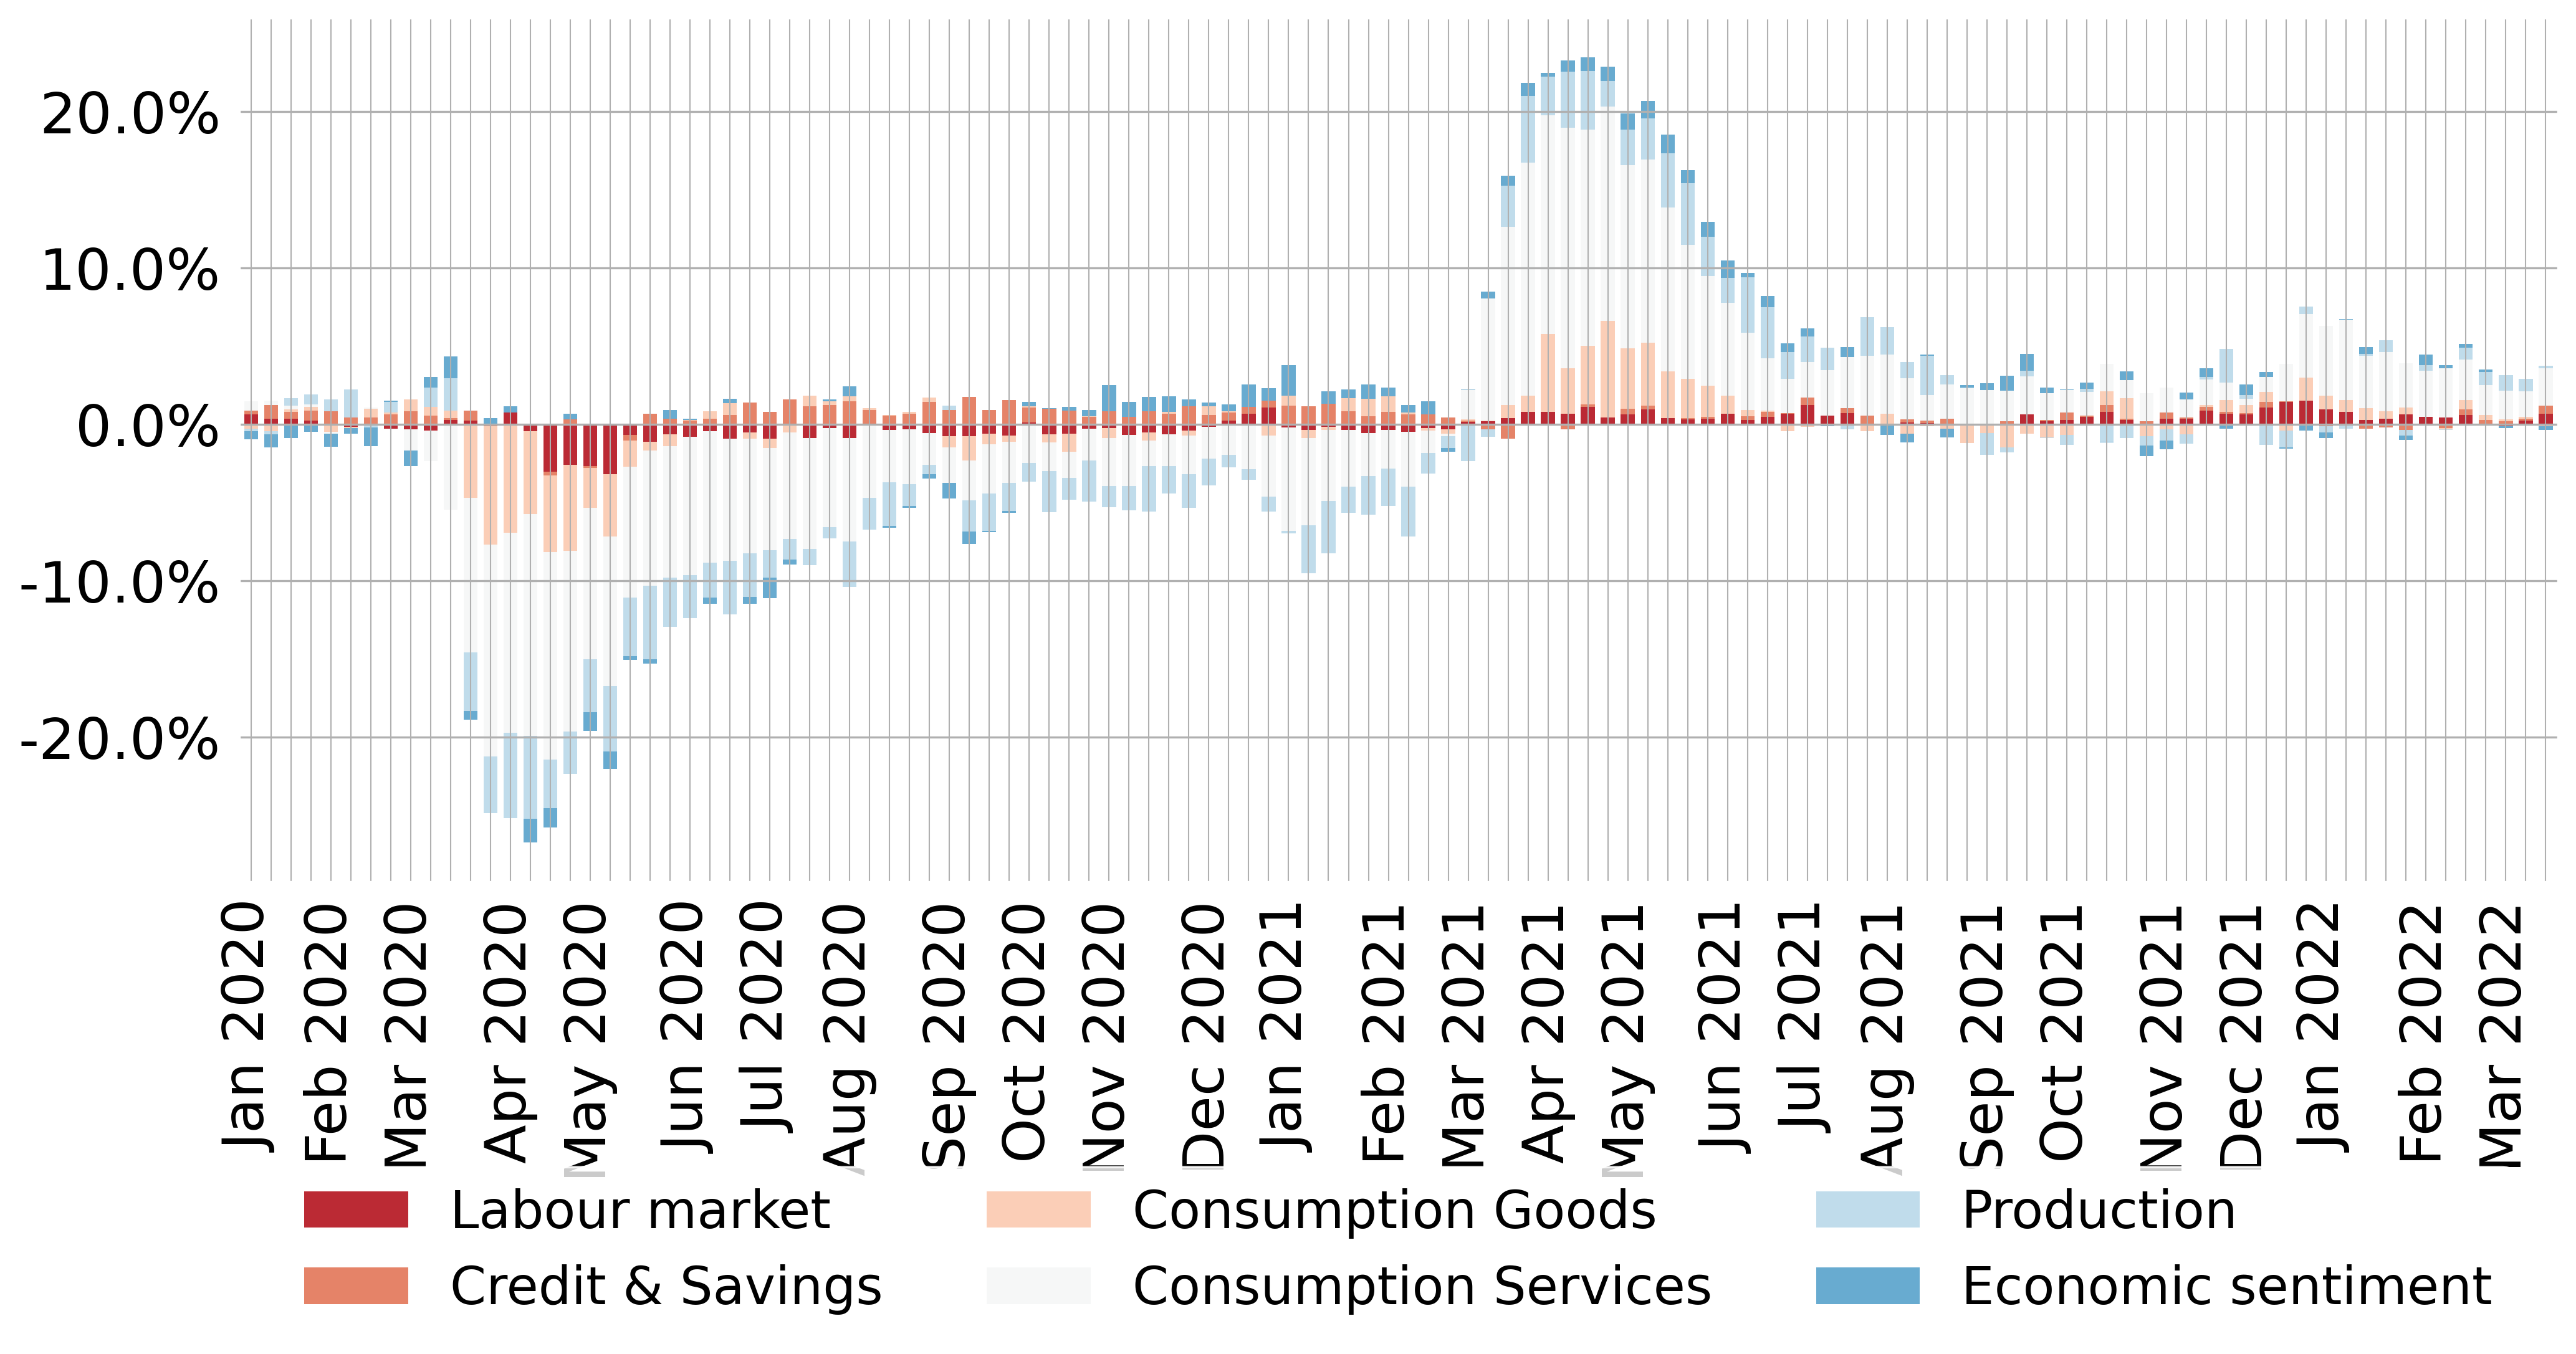 20.0%
10.0%
0.0%
-10.0%
-20.0%
Jan 2020
Feb 2020
Mar 2020
Apr 2020
May 2020
Jun 2020
Jul 2020
Aug 2020
Sep 2020
Oct 2020
Nov 2020
Dec 2020
Jan 2021
Feb 2021
Mar 2021
Apr 2021
May 2021
Jun 2021
Jul 2021
Aug 2021
Sep 2021
Oct 2021
Nov 2021
Dec 2021
Jan 2022
Feb 2022
Mar 2022
Labour market
Consumption Goods
Production
Credit & Savings
Consumption Services
Economic sentiment